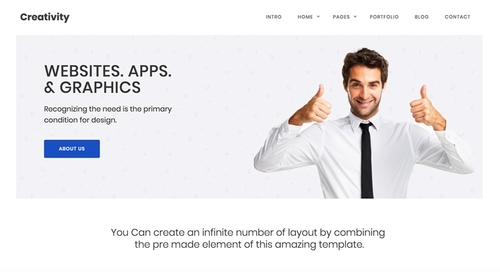 Creativity
INTRO HOME PAGES PORTFOLIO BLOG CONTACT
WEBSITES. APPS.
& GRAPHICS
Recognizing the need is the primary
condition for design.
ABOUT US
You Can create an infinite number of layout by combining
the pre made element of this amazing template.